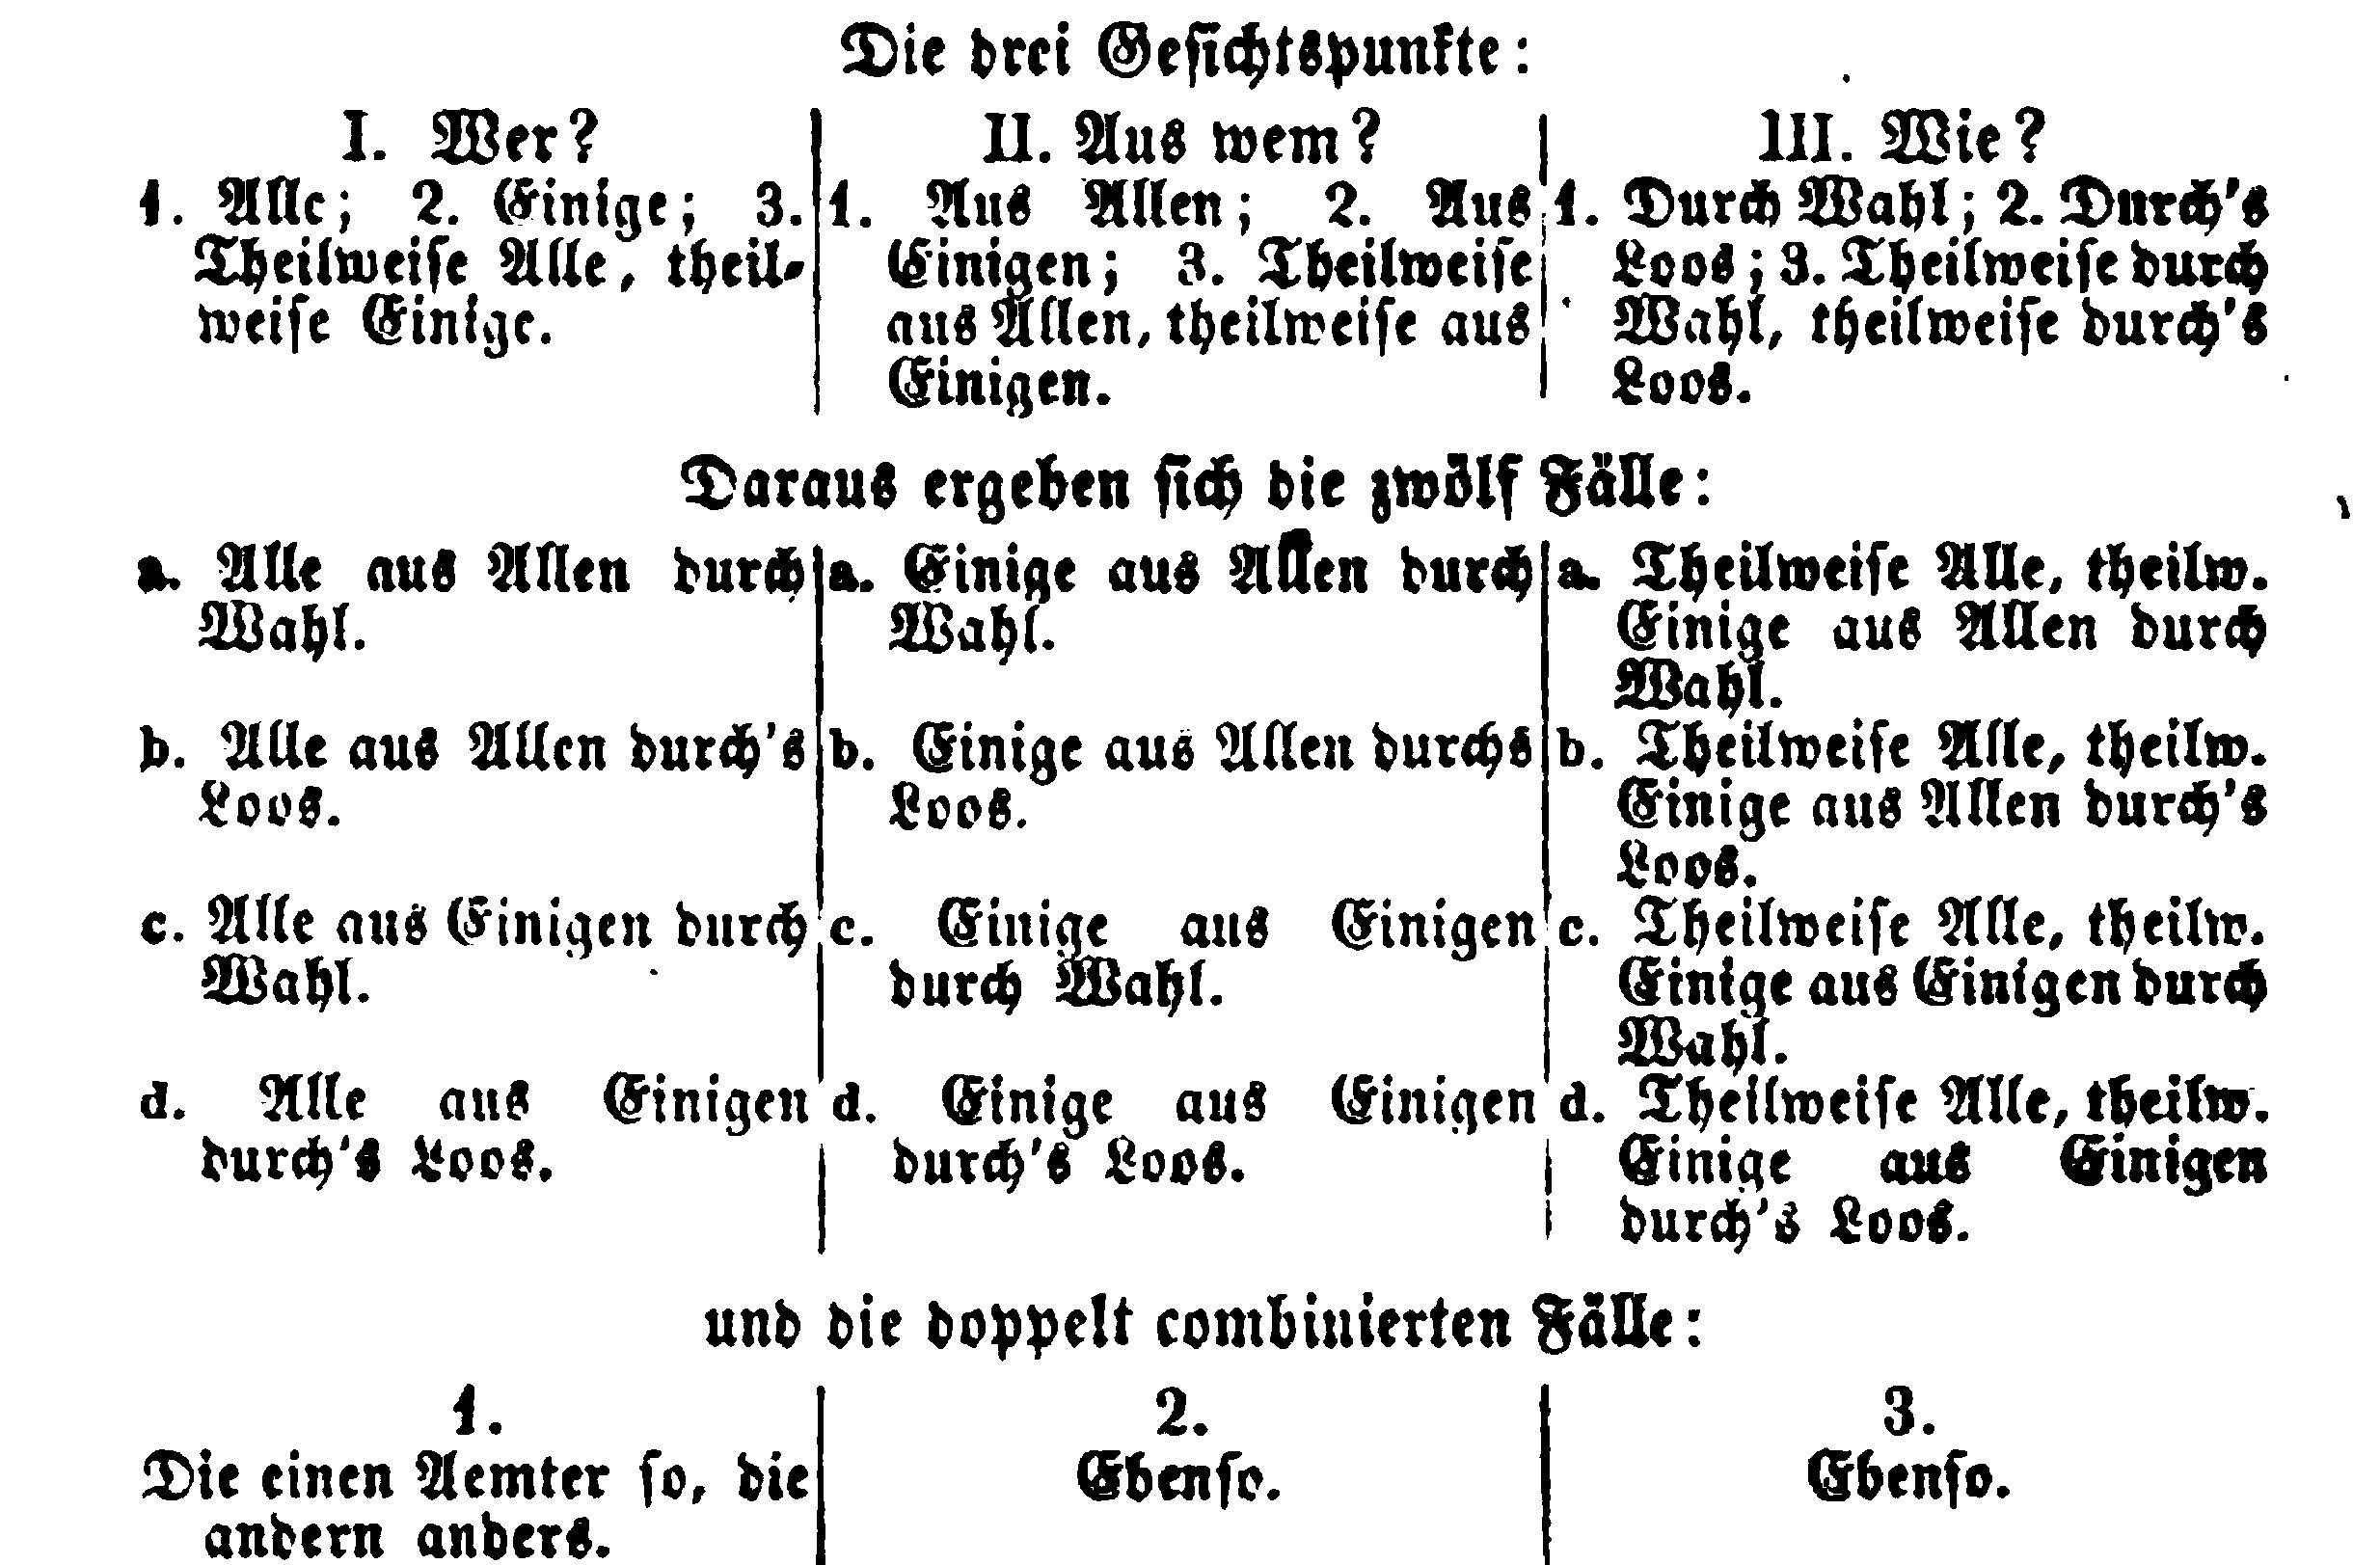 Die drei Gesichtspunkte:
I. Wer?
1. Alle; 2. Einige; 3.
Theilweise Alle, theil-
weise Einige.
II. Aus wem?
1. Aus Allen; 2. Aus
Einigen; 3. Theilweise
aus Allen, theilweise aus
Einigen.
III. Wie?
1. Durch Wahl; 2. Durch's
Loos; 3. Theilweise durch
Wahl, theilweise durch's
Loos.
Daraus ergeben sich die zwölf Fälle:
a. Alle aus Allen durch
Wahl.
b. Alle aus Allen durch's
Loos.
c. Alle aus Einigen durch
Wahl.
d. Alle aus Einigen
durch's Loos.
a. Einige aus Allen durch
Wahl.
b. Einige aus Allen durchs
Loos.
c. Einige aus Einigen
durch Wahl.
d. Einige aus Einigen
durch's Loos.
a. Theilweise Alle, theilw.
Einige aus Allen durch
Wahl.
b. Theilweise Alle, theilw.
Einige aus Allen durch's
Loos.
c. Theilweise Alle, theilw.
Einige aus Einigen durch
Wahl.
d. Theilweise Alle, theilw.
Einige aus Einigen
durch's Loos.
und die doppelt combinierten Fälle:
1.
Die einen Aemter so, die
andern anders.
2.
Ebenso.
3.
Ebenso.